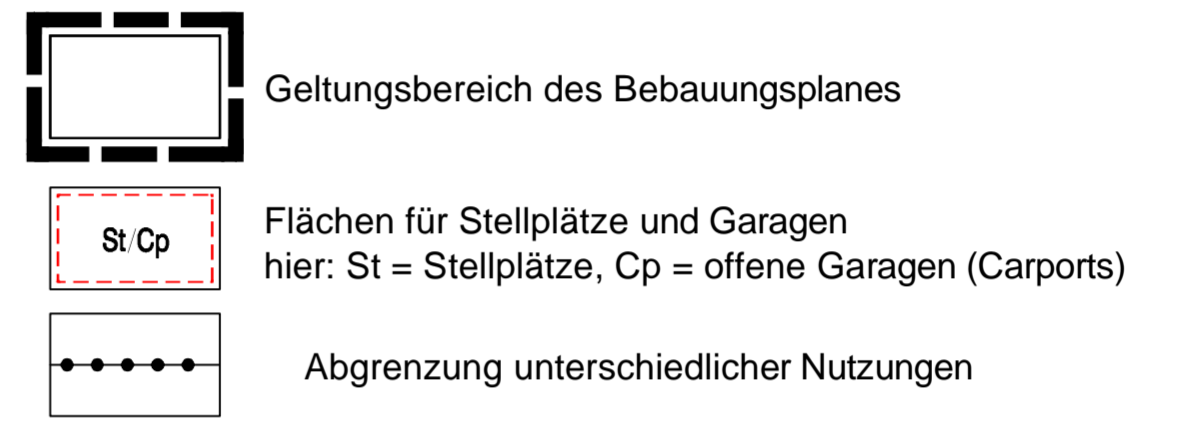 Geltungsbereich des Bebauungsplanes
St/Cp
Flächen für Stellplätze und Garagen
hier: St = Stellplätze, Cp = offene Garagen (Carports)
Abgrenzung unterschiedlicher Nutzungen